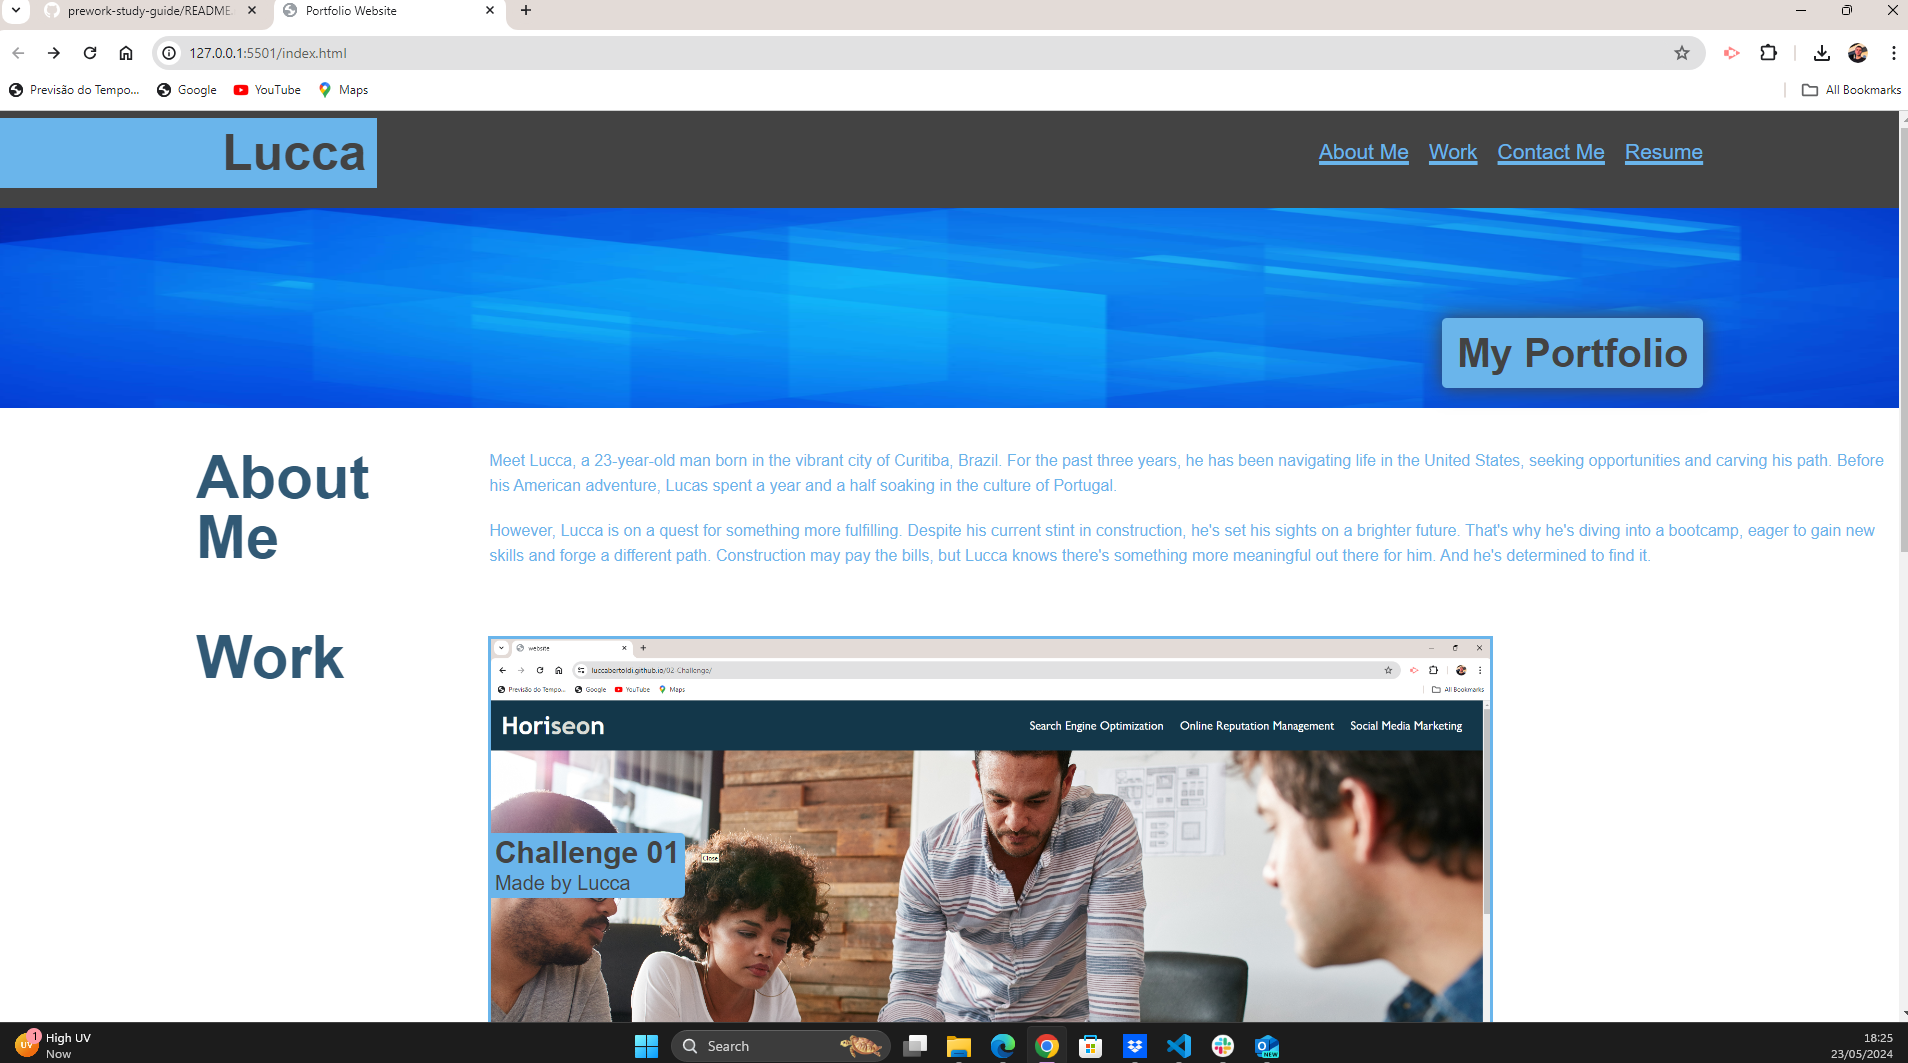 prework-study-guide/README.
Portfolio Website
127.0.0.1:5501/index.html
Previsão do Tempo...
Google
YouTube
Maps
All Bookmarks
Lucca
About Me
Work
Contact Me
Resume
My Portfolio
About
Me
Meet Lucca, a 23-year-old man born in the vibrant city of Curitiba, Brazil. For the past three years, he has been navigating life in the United States, seeking opportunities and carving his path. Before
his American adventure, Lucas spent a year and a half soaking in the culture of Portugal.
However, Lucca is on a quest for something more fulfilling. Despite his current stint in construction, he's set his sights on a brighter future. That's why he's diving into a bootcamp, eager to gain new
skills and forge a different path. Construction may pay the bills, but Lucca knows there's something more meaningful out there for him. And he's determined to find it.
Work
website
luccabertoldi.github.io/02-Challenge/
Previsão do Tempo...
Google
YouTube
Maps
All Bookmarks
Horiseon
Search Engine Optimization
Online Reputation Management
Social Media Marketing
Challenge 01
Close
Made by Lucca
UV
1
High UV
Now
Search
NEW
18:25
23/05/2024